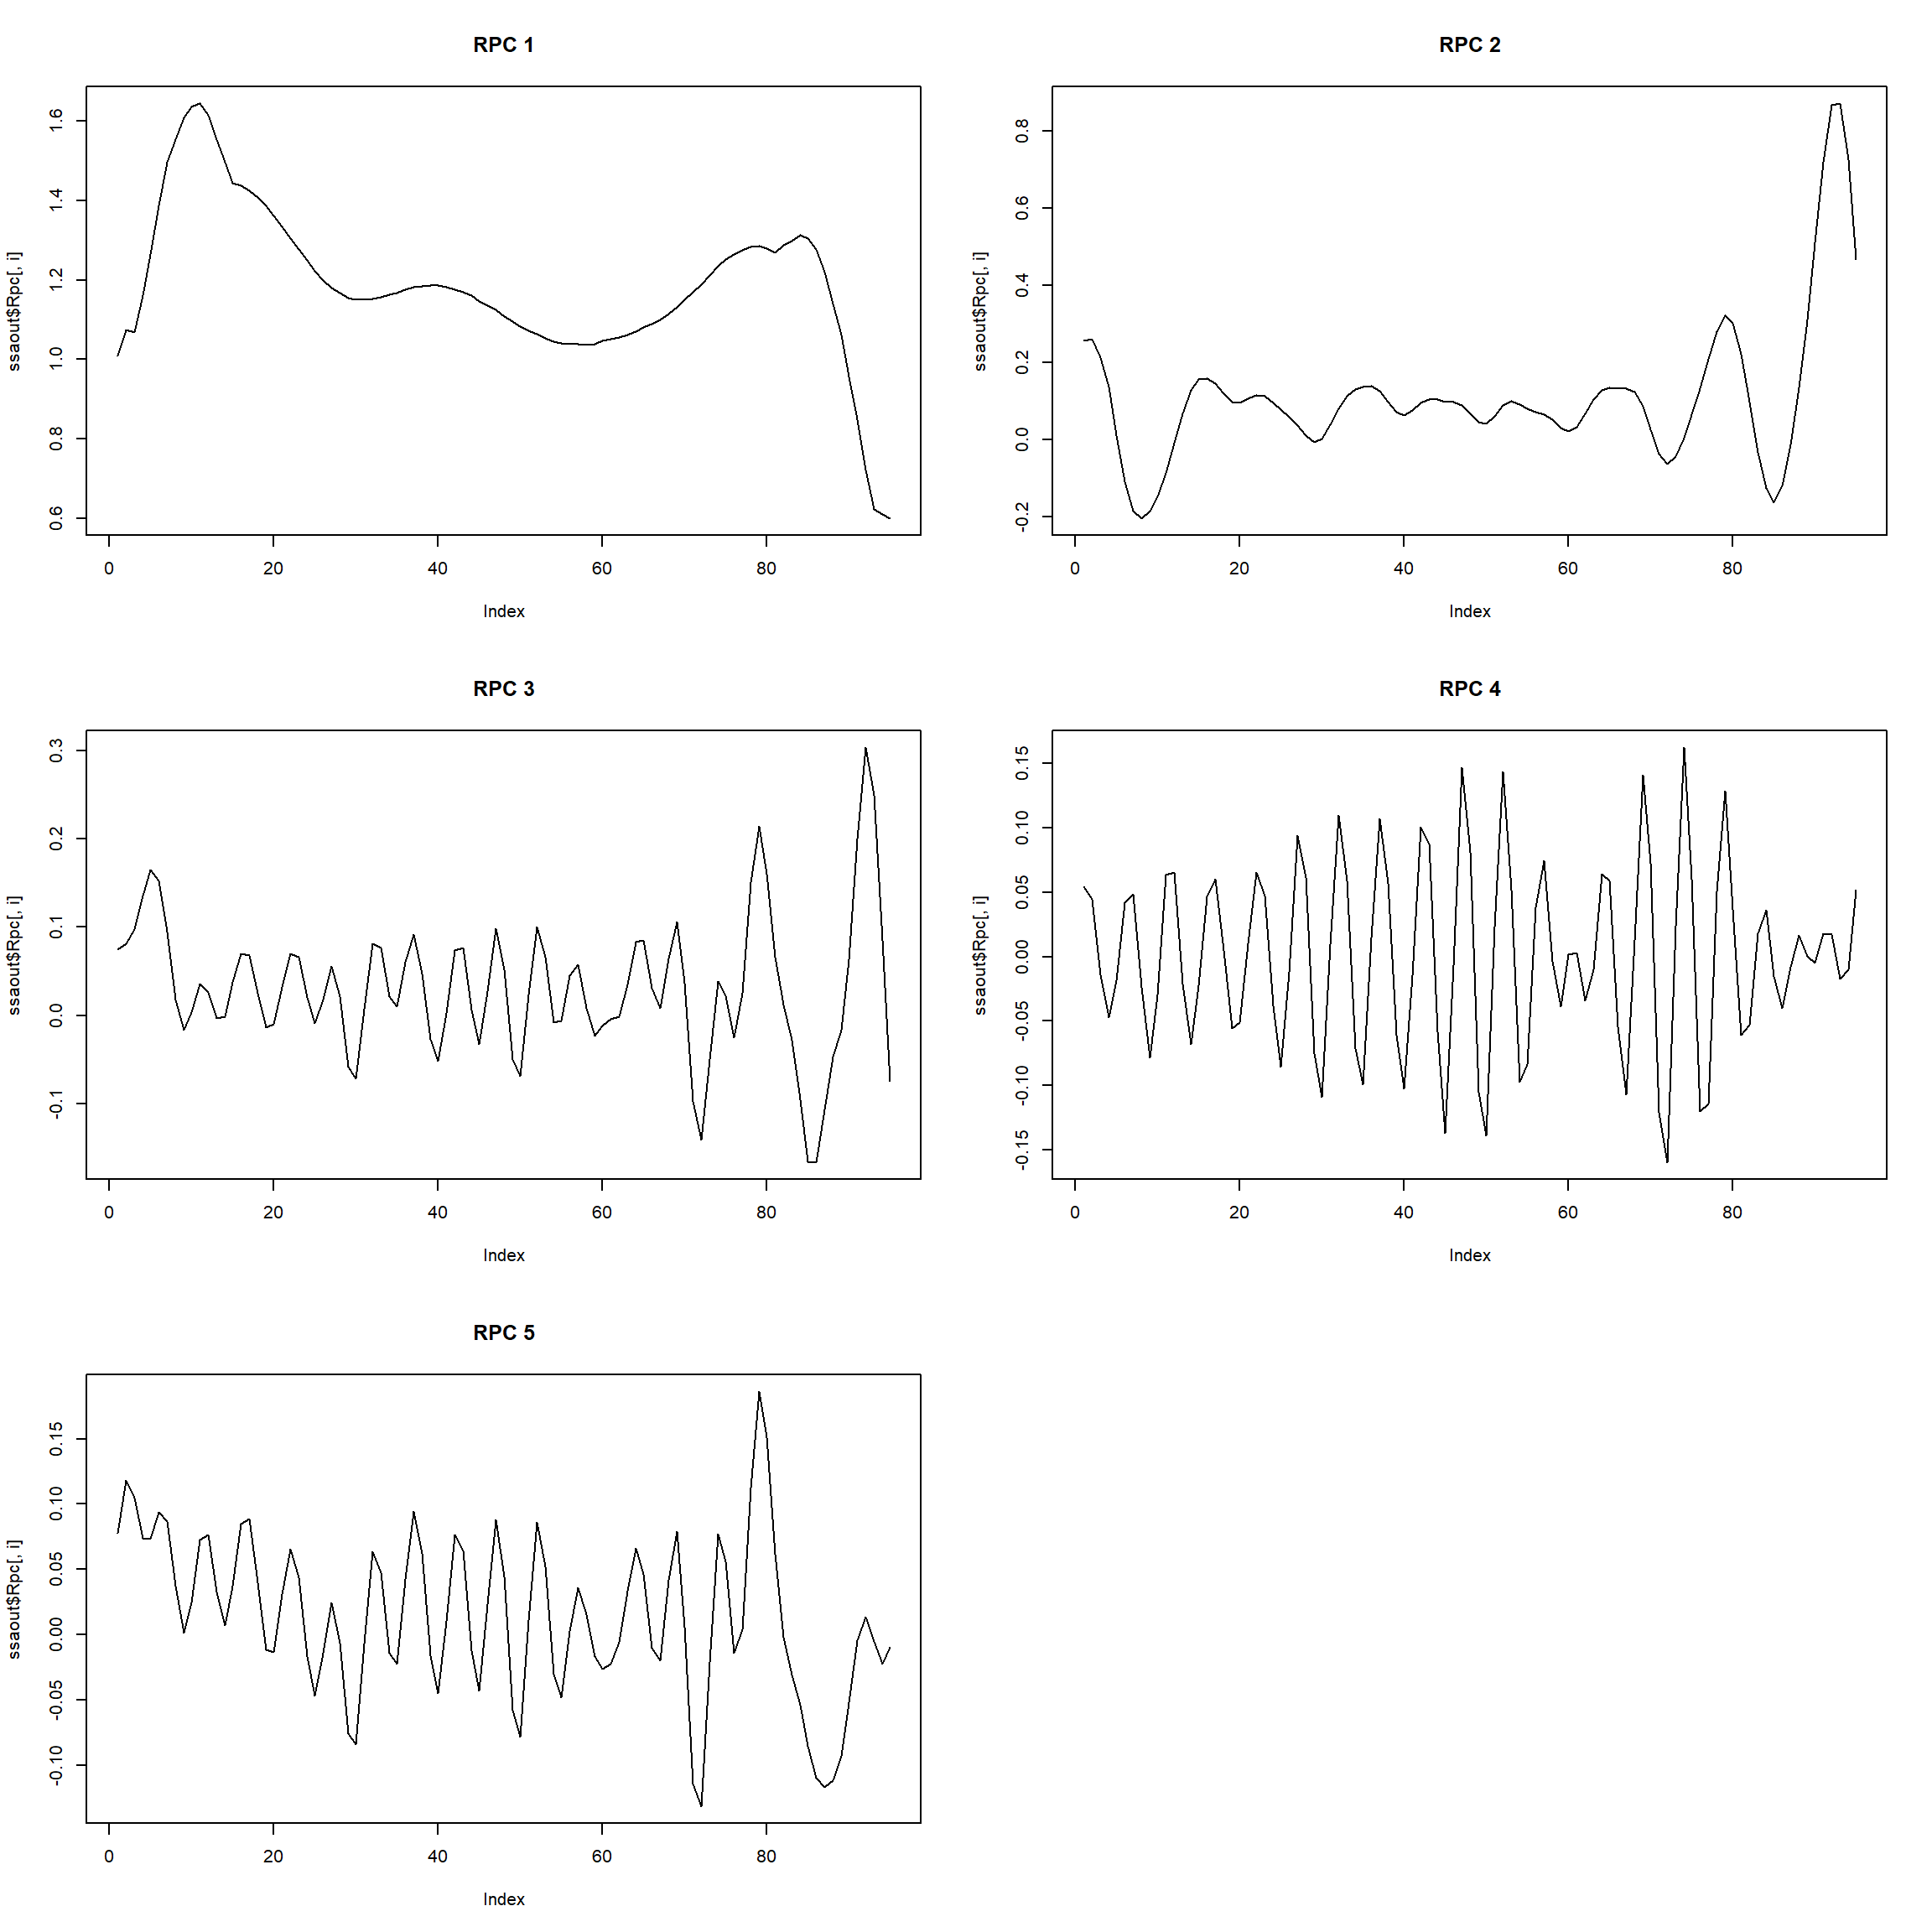 RPC 1
1.6
1.4
1.2
1.0
0.8
0.6
ssaout$Rpc[, i]
0 20 40 60 80
Index
RPC 2
0.8
0.6
0.4
0.2
0.0
-0.2
ssaout$Rpc[, i]
0 20 40 60 80
Index
RPC 3
0.3
0.2
0.1
0.0
-0.1
ssaout$Rpc[, i]
0 20 40 60 80
Index
RPC 4
0.15
0.10
0.05
0.00
-0.05
-0.10
-0.15
ssaout$Rpc[, i]
0 20 40 60 80
Index
RPC 5
0.15
0.10
0.05
0.00
-0.05
-0.10
ssaout$Rpc[, i]
0 20 40 60 80
Index